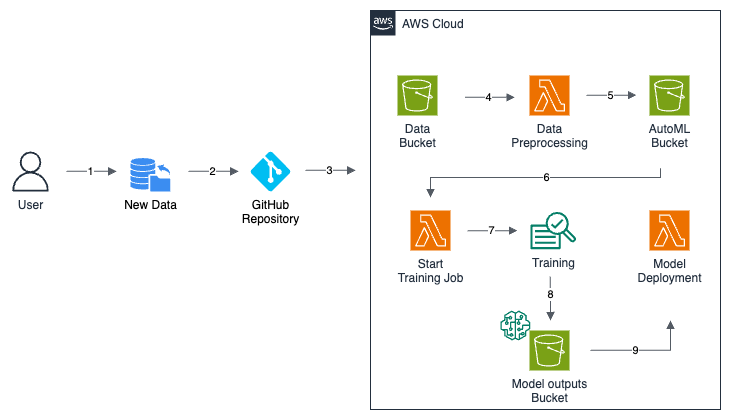 aws
AWS Cloud
4
5
Data
Bucket
Data
Preprocessing
AutoML
Bucket
1
2
3
User
New Data
GitHub
Repository
6
7
Start
Training Job
Training
Model
Deployment
8
9
Model outputs
Bucket